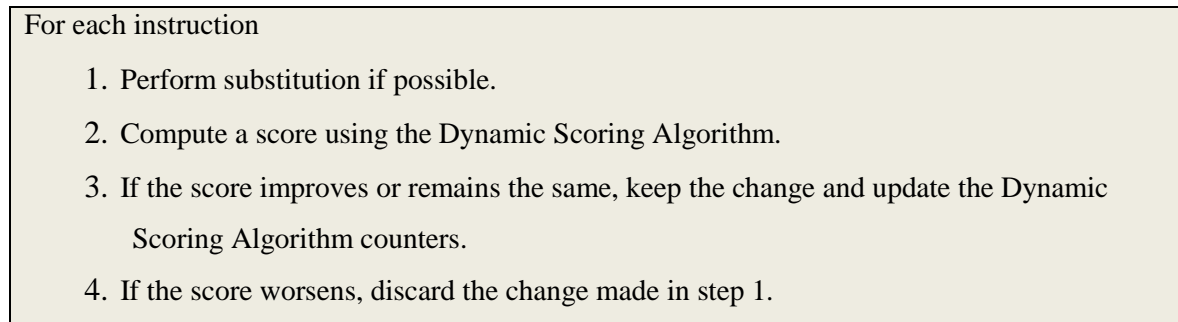 For each instruction
1. Perform substitution if possible.
2. Compute a score using the Dynamic Scoring Algorithm.
3. If the score improves or remains the same, keep the change and update the Dynamic
Scoring Algorithm counters.
4. If the score worsens, discard the change made in step 1.